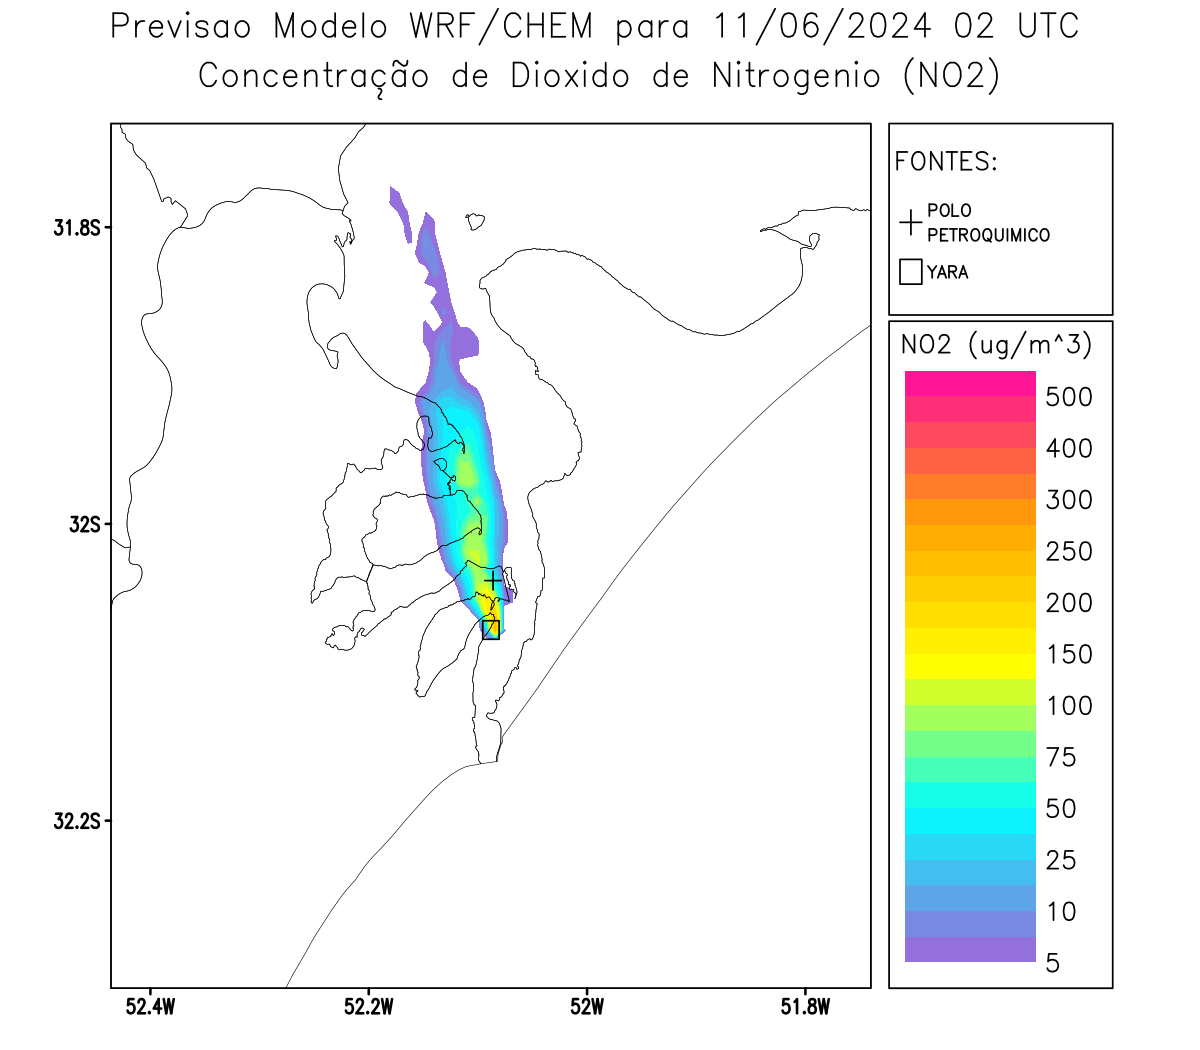 Previsao Modelo WRF/CHEM para 11/06/2024 02 UTC
Concentração de Dioxido de Nitrogenio (NO2)
FONTES:
POLO
PETROQUIMICO
YARA
NO2 (ug/m^3)
500
400
300
250
200
150
100
75
50
25
10
5
31.8S
32S
32.2S
52.4W
52.2W
52W
51.8W